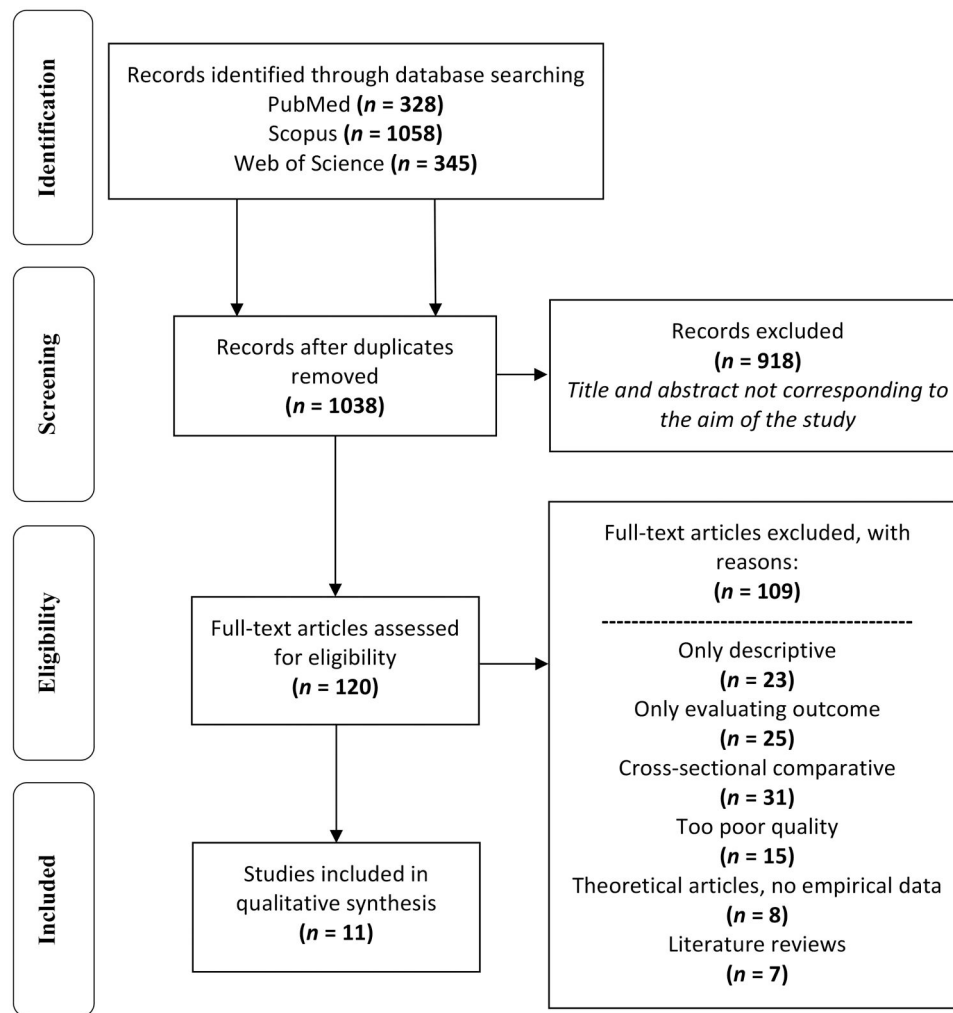 Identification
Records identified through database searching
PubMed (n = 328)
Scopus (n = 1058)
Web of Science (n = 345)
Screening
Records after duplicates
removed
(n = 1038)
Records excluded
(n = 918)
Title and abstract not corresponding to
the aim of the study
Eligibility
Full-text articles assessed
for eligibility
(n = 120)
Full-text articles excluded, with
reasons:
(n = 109)
-------------------------------------------
Only descriptive
(n = 23)
Only evaluating outcome
(n = 25)
Cross-sectional comparative
(n = 31)
Too poor quality
(n = 15)
Theoretical articles, no empirical data
(n = 8)
Literature reviews
(n = 7)
Included
Studies included in
qualitative synthesis
(n = 11)